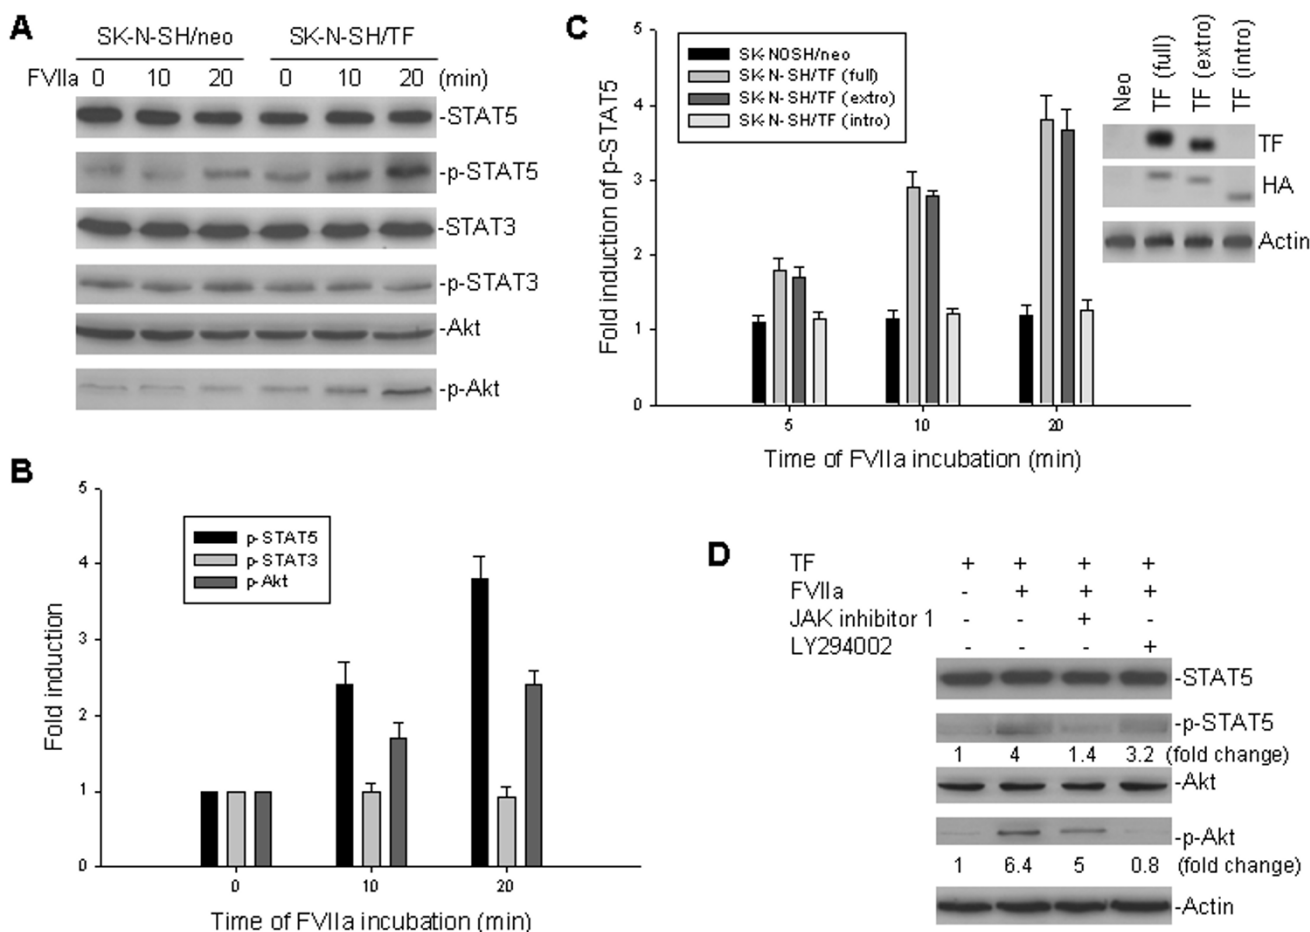 A
SK-N-SH/neo SK-N-SH/TF
FVIIa 0 10 20 0 10 20 (min)
-STAT5
-p-STAT5
-STAT3
-p-STAT3
-Akt
-p-Akt
B
Fold induction
5
4
3
2
1
0
p-STAT5
p-STAT3
p-Akt
0 10 20
Time of FVIIa incubation (min)
C
Fold induction of p-STAT5
5
4
3
2
1
0
SK-NOSH/neo
SK-N-SH/TF (full)
SK-N-SH/TF (extro)
SK-N-SH/TF (intro)
5 10 20
Time of FVIIa incubation (min)
Neo
TF (full)
TF (extro)
TF (intro)
TF
HA
Actin
D
TF + + + +
FVIIa - + + +
JAK inhibitor 1 - - + -
LY294002 - - - +
-STAT5
-p-STAT5
1 4 1.4 3.2 (fold change)
-Akt
-p-Akt
1 6.4 5 0.8 (fold change)
-Actin